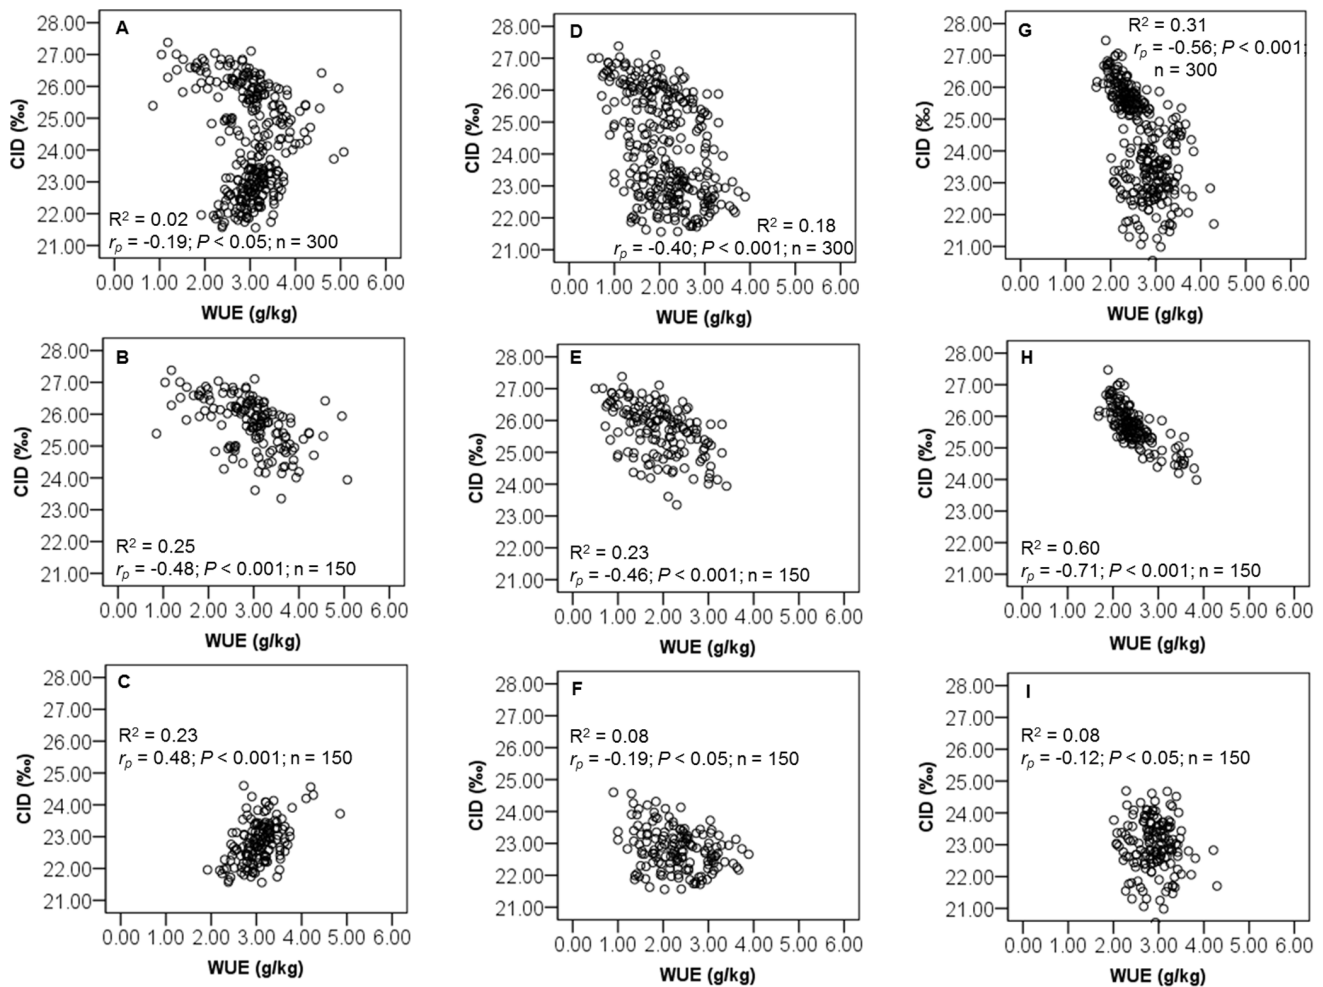 A
28.00
27.00
26.00
25.00
24.00
23.00
22.00
21.00
CID (‰)
R² = 0.02
rₚ = -0.19; P < 0.05; n = 300
0.00 1.00 2.00 3.00 4.00 5.00 6.00
WUE (g/kg)
D
28.00
27.00
26.00
25.00
24.00
23.00
22.00
21.00
CID (‰)
R² = 0.18
rₚ = -0.40; P < 0.001; n = 300
0.00 1.00 2.00 3.00 4.00 5.00 6.00
WUE (g/kg)
G
28.00
27.00
26.00
25.00
24.00
23.00
22.00
21.00
CID (‰)
R² = 0.31
rₚ = -0.56; P < 0.001;
n = 300
0.00 1.00 2.00 3.00 4.00 5.00 6.00
WUE (g/kg)
B
28.00
27.00
26.00
25.00
24.00
23.00
22.00
21.00
CID (‰)
R² = 0.25
rₚ = -0.48; P < 0.001; n = 150
0.00 1.00 2.00 3.00 4.00 5.00 6.00
WUE (g/kg)
E
28.00
27.00
26.00
25.00
24.00
23.00
22.00
21.00
CID (‰)
R² = 0.23
rₚ = -0.46; P < 0.001; n = 150
0.00 1.00 2.00 3.00 4.00 5.00 6.00
WUE (g/kg)
H
28.00
27.00
26.00
25.00
24.00
23.00
22.00
21.00
CID (‰)
R² = 0.60
rₚ = -0.71; P < 0.001; n = 150
0.00 1.00 2.00 3.00 4.00 5.00 6.00
WUE (g/kg)
C
28.00
27.00
26.00
25.00
24.00
23.00
22.00
21.00
CID (‰)
R² = 0.23
rₚ = 0.48; P < 0.001; n = 150
0.00 1.00 2.00 3.00 4.00 5.00 6.00
WUE (g/kg)
F
28.00
27.00
26.00
25.00
24.00
23.00
22.00
21.00
CID (‰)
R² = 0.08
rₚ = -0.19; P < 0.05; n = 150
0.00 1.00 2.00 3.00 4.00 5.00 6.00
WUE (g/kg)
I
28.00
27.00
26.00
25.00
24.00
23.00
22.00
21.00
CID (‰)
R² = 0.08
rₚ = -0.12; P < 0.05; n = 150
0.00 1.00 2.00 3.00 4.00 5.00 6.00
WUE (g/kg)